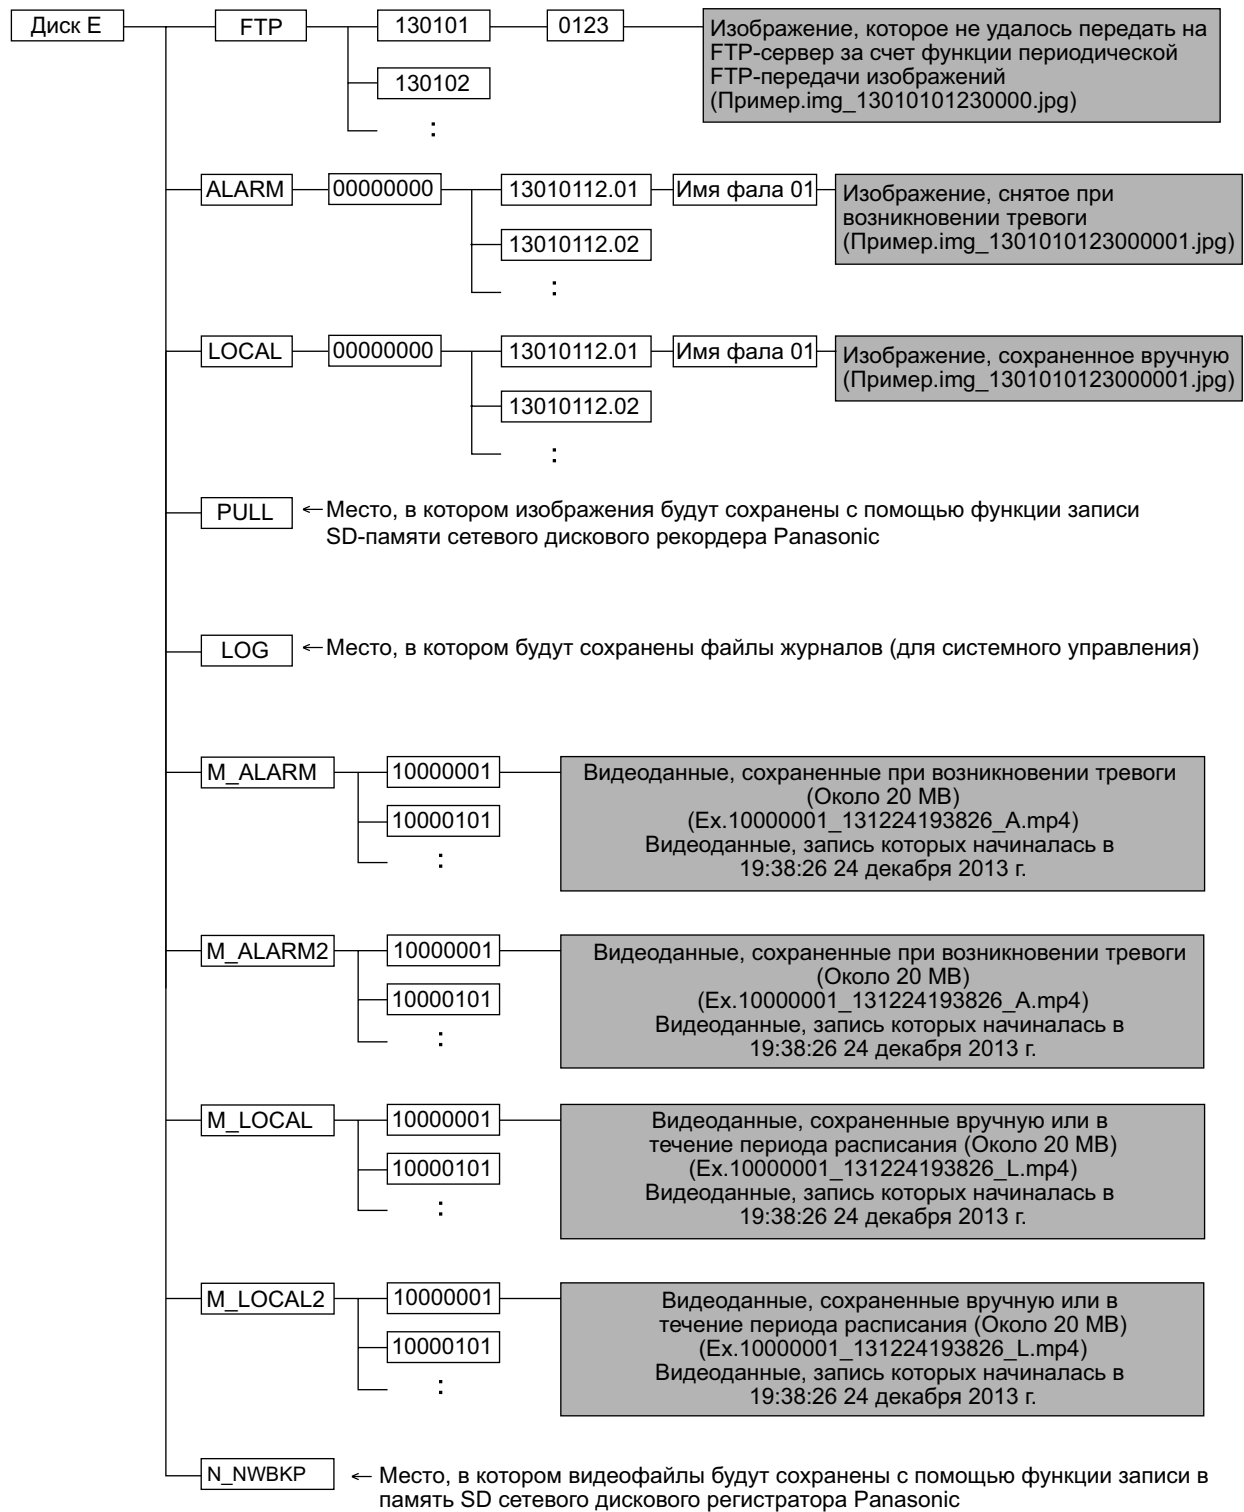 Диск E
FTP
130101
0123
Изображение, которое не удалось передать на
FTP-сервер за счет функции периодической
FTP-передачи изображений
(Пример.img_13010101230000.jpg)
130102
:
ALARM
00000000
13010112.01
Имя фала 01
Изображение, снятое при
возникновении тревоги
(Пример.img_1301010123000001.jpg)
13010112.02
:
LOCAL
00000000
13010112.01
Имя фала 01
Изображение, сохраненное вручную
(Пример.img_1301010123000001.jpg)
13010112.02
:
PULL
←Место, в котором изображения будут сохранены с помощью функции записи
SD-памяти сетевого дискового рекордера Panasonic
LOG
←Место, в котором будут сохранены файлы журналов (для системного управления)
M_ALARM
10000001
Видеоданные, сохраненные при возникновении тревоги
(Около 20 MB)
(Ex.10000001_131224193826_A.mp4)
Видеоданные, запись которых начиналась в
19:38:26 24 декабря 2013 г.
10000101
:
M_ALARM2
10000001
Видеоданные, сохраненные при возникновении тревоги
(Около 20 MB)
(Ex.10000001_131224193826_A.mp4)
Видеоданные, запись которых начиналась в
19:38:26 24 декабря 2013 г.
10000101
:
M_LOCAL
10000001
Видеоданные, сохраненные вручную или в
течение периода расписания (Около 20 MB)
(Ex.10000001_131224193826_L.mp4)
Видеоданные, запись которых начиналась в
19:38:26 24 декабря 2013 г.
10000101
:
M_LOCAL2
10000001
Видеоданные, сохраненные вручную или в
течение периода расписания (Около 20 MB)
(Ex.10000001_131224193826_L.mp4)
Видеоданные, запись которых начиналась в
19:38:26 24 декабря 2013 г.
10000101
:
N_NWBKP
← Место, в котором видеофайлы будут сохранены с помощью функции записи в
память SD сетевого дискового регистратора Panasonic